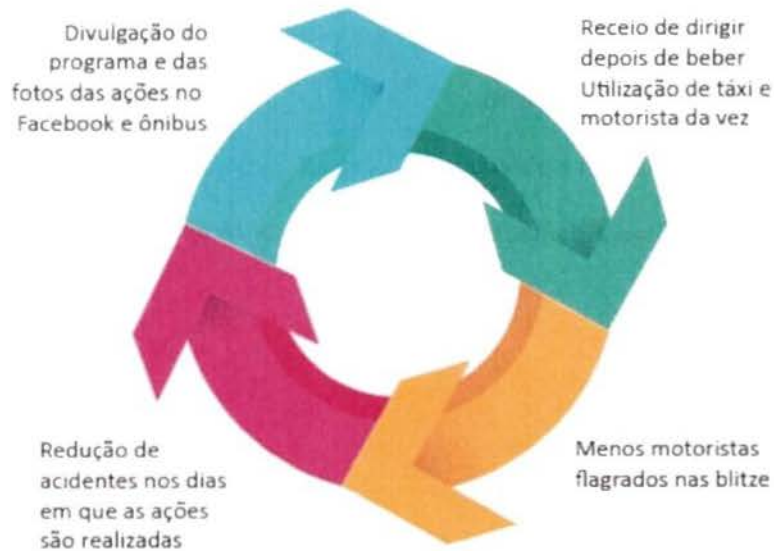 Divulgação do
programa e das
fotos das ações no
Facebook e ônibus
Receio de dirigir
depois de beber
Utilização de táxi e
motorista da vez
Menos motoristas
flagrados nas blitze
Redução de
acidentes nos dias
em que as ações
são realizadas